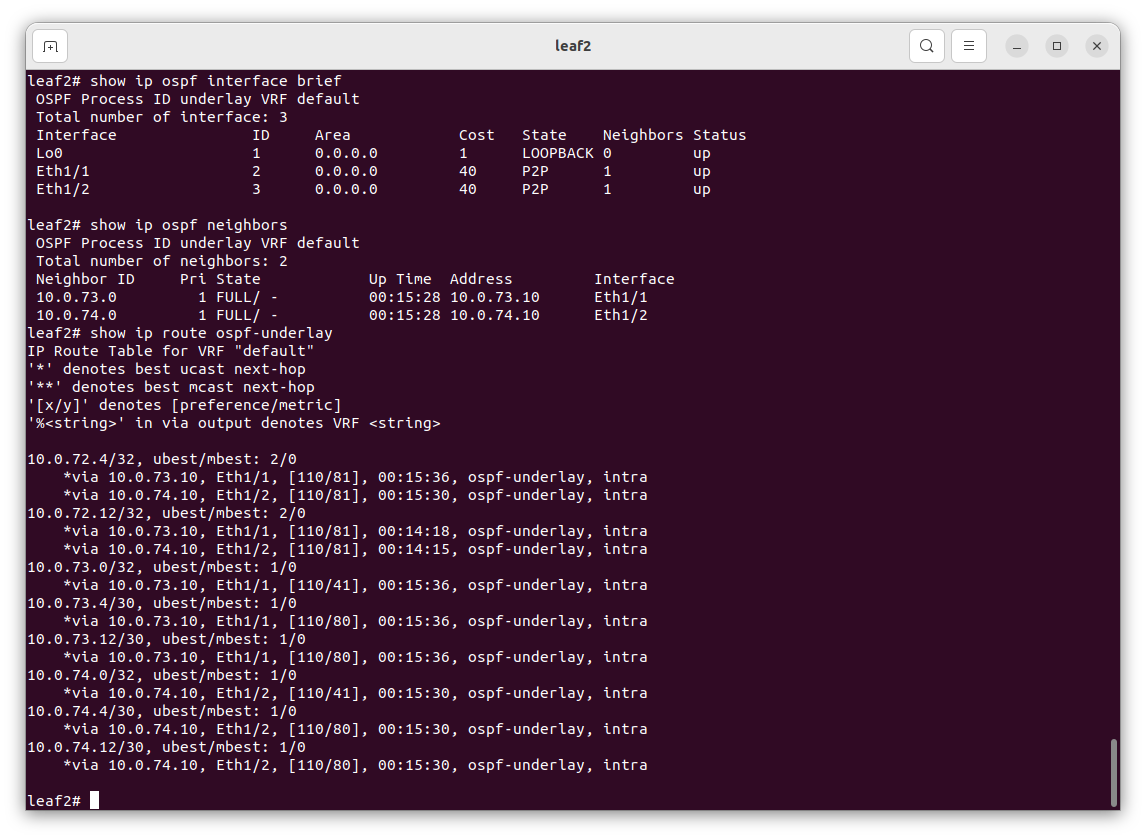 leaf2
leaf2# show ip ospf interface brief
 OSPF Process ID underlay VRF default
 Total number of interface: 3
 Interface               ID     Area            Cost   State    Neighbors Status
 Lo0                     1      0.0.0.0         1      LOOPBACK 0         up
 Eth1/1                  2      0.0.0.0         40     P2P      1         up
 Eth1/2                  3      0.0.0.0         40     P2P      1         up
leaf2# show ip ospf neighbors
 OSPF Process ID underlay VRF default
 Total number of neighbors: 2
 Neighbor ID     Pri State            Up Time  Address         Interface
 10.0.73.0         1 FULL/ -          00:15:28 10.0.73.10      Eth1/1
 10.0.74.0         1 FULL/ -          00:15:28 10.0.74.10      Eth1/2
leaf2# show ip route ospf-underlay
IP Route Table for VRF "default"
'*' denotes best ucast next-hop
'**' denotes best mcast next-hop
'[x/y]' denotes [preference/metric]
'%<string>' in via output denotes VRF <string>
10.0.72.4/32, ubest/mbest: 2/0
    *via 10.0.73.10, Eth1/1, [110/81], 00:15:36, ospf-underlay, intra
    *via 10.0.74.10, Eth1/2, [110/81], 00:15:30, ospf-underlay, intra
10.0.72.12/32, ubest/mbest: 2/0
    *via 10.0.73.10, Eth1/1, [110/81], 00:14:18, ospf-underlay, intra
    *via 10.0.74.10, Eth1/2, [110/81], 00:14:15, ospf-underlay, intra
10.0.73.0/32, ubest/mbest: 1/0
    *via 10.0.73.10, Eth1/1, [110/41], 00:15:36, ospf-underlay, intra
10.0.73.4/30, ubest/mbest: 1/0
    *via 10.0.73.10, Eth1/1, [110/80], 00:15:36, ospf-underlay, intra
10.0.73.12/30, ubest/mbest: 1/0
    *via 10.0.73.10, Eth1/1, [110/80], 00:15:36, ospf-underlay, intra
10.0.74.0/32, ubest/mbest: 1/0
    *via 10.0.74.10, Eth1/2, [110/41], 00:15:30, ospf-underlay, intra
10.0.74.4/30, ubest/mbest: 1/0
    *via 10.0.74.10, Eth1/2, [110/80], 00:15:30, ospf-underlay, intra
10.0.74.12/30, ubest/mbest: 1/0
    *via 10.0.74.10, Eth1/2, [110/80], 00:15:30, ospf-underlay, intra
leaf2#